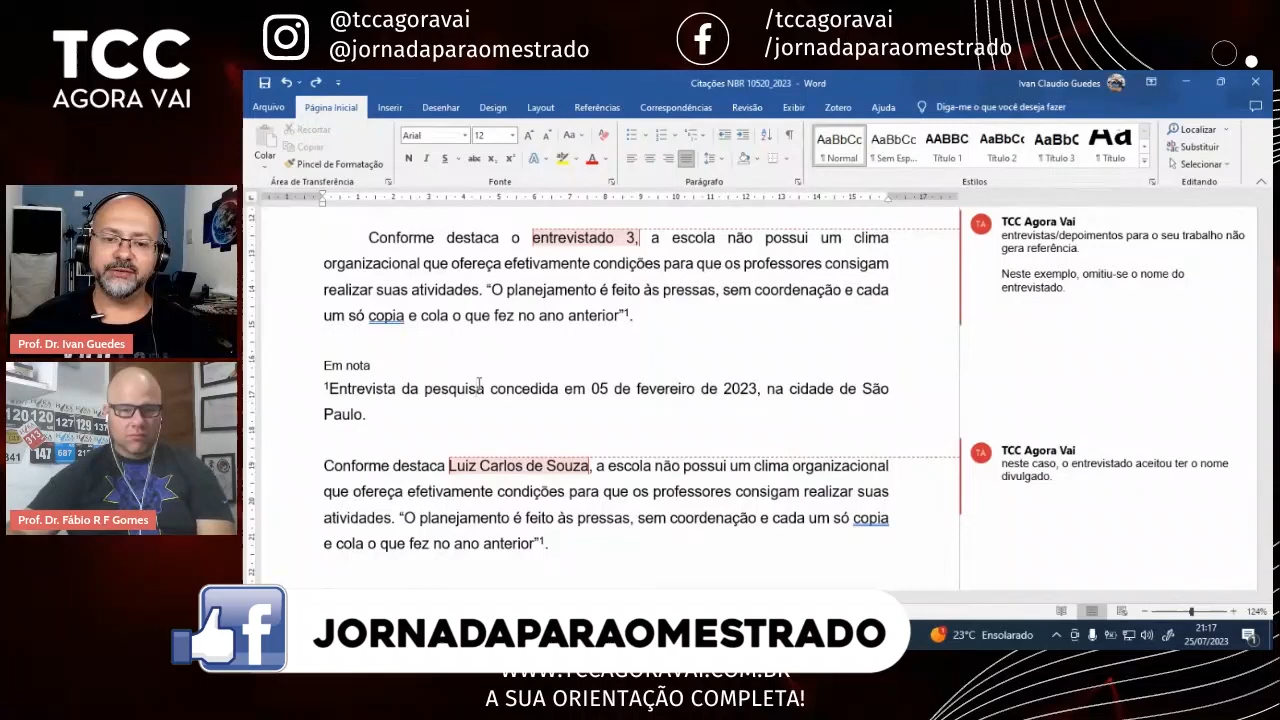 TCC
AGORA VAI
@tccagoravai
@jornadaparaomestrado
/tccagoravai
/jornadaparaomestrado
Citações NBR 10520_2023 - Word
Ivan Claudio Guedes
Arquivo Página Inicial Inserir Desenhar Design Layout Referências Correspondências Revisão Exibir Zotero Ajuda Diga-me o que você deseja fazer
Colar
Recortar
Copiar
Pincel de Formatação
Área de Transferência
Arial 12
Fonte
Parágrafo
AaBbCc AaBbCc AABBC AaBbCc AaBbC AaB
¶ Normal ¶ Sem Esp... Título 1 Título 2 ¶ Título 3 ¶ Título
Estilos
Localizar
Substituir
Selecionar
Editando
Conforme destaca o entrevistado 3, a escola não possui um clima
organizacional que ofereça efetivamente condições para que os professores consigam
realizar suas atividades. “O planejamento é feito às pressas, sem coordenação e cada
um só copia e cola o que fez no ano anterior”¹.
Em nota
¹Entrevista da pesquisa concedida em 05 de fevereiro de 2023, na cidade de São
Paulo.
Conforme destaca Luiz Carlos de Souza, a escola não possui um clima organizacional
que ofereça efetivamente condições para que os professores consigam realizar suas
atividades. “O planejamento é feito às pressas, sem coordenação e cada um só copia
e cola o que fez no ano anterior”¹.
TA TCC Agora Vai
entrevistas/depoimentos para o seu trabalho não
gera referência.
Neste exemplo, omitiu-se o nome do
entrevistado.
TA TCC Agora Vai
neste caso, o entrevistado aceitou ter o nome
divulgado.
Prof. Dr. Ivan Guedes
Prof. Dr. Fábio R F Gomes
124%
23°C Ensolarado
21:17
25/07/2023
JORNADAPARAOMESTRADO
WWW.TCCAGORAVAI.COM.BR
A SUA ORIENTAÇÃO COMPLETA!